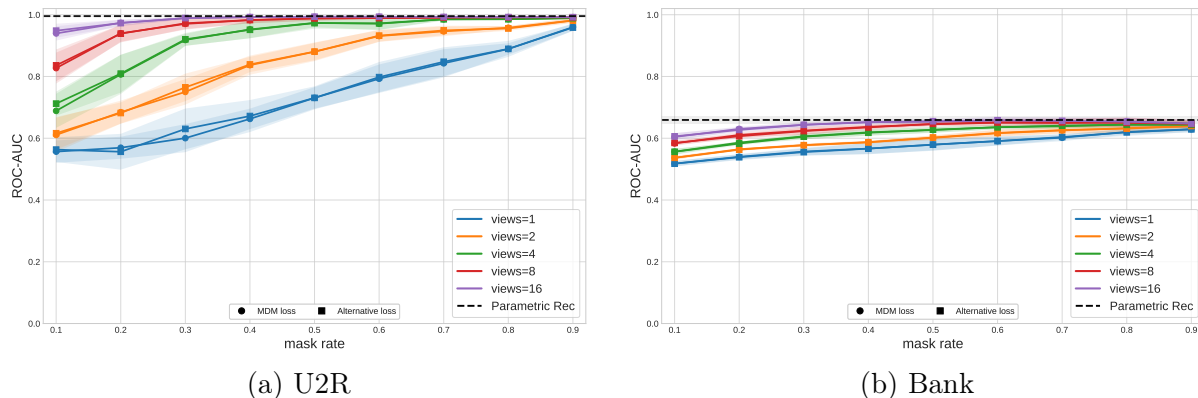 1.0
0.8
0.6
0.4
0.2
0.0
ROC-AUC
0.1 0.2 0.3 0.4 0.5 0.6 0.7 0.8 0.9
mask rate
views=1
views=2
views=4
views=8
views=16
Parametric Rec
MDM loss Alternative loss
(a) U2R
1.0
0.8
0.6
0.4
0.2
0.0
ROC-AUC
0.1 0.2 0.3 0.4 0.5 0.6 0.7 0.8 0.9
mask rate
views=1
views=2
views=4
views=8
views=16
Parametric Rec
MDM loss Alternative loss
(b) Bank